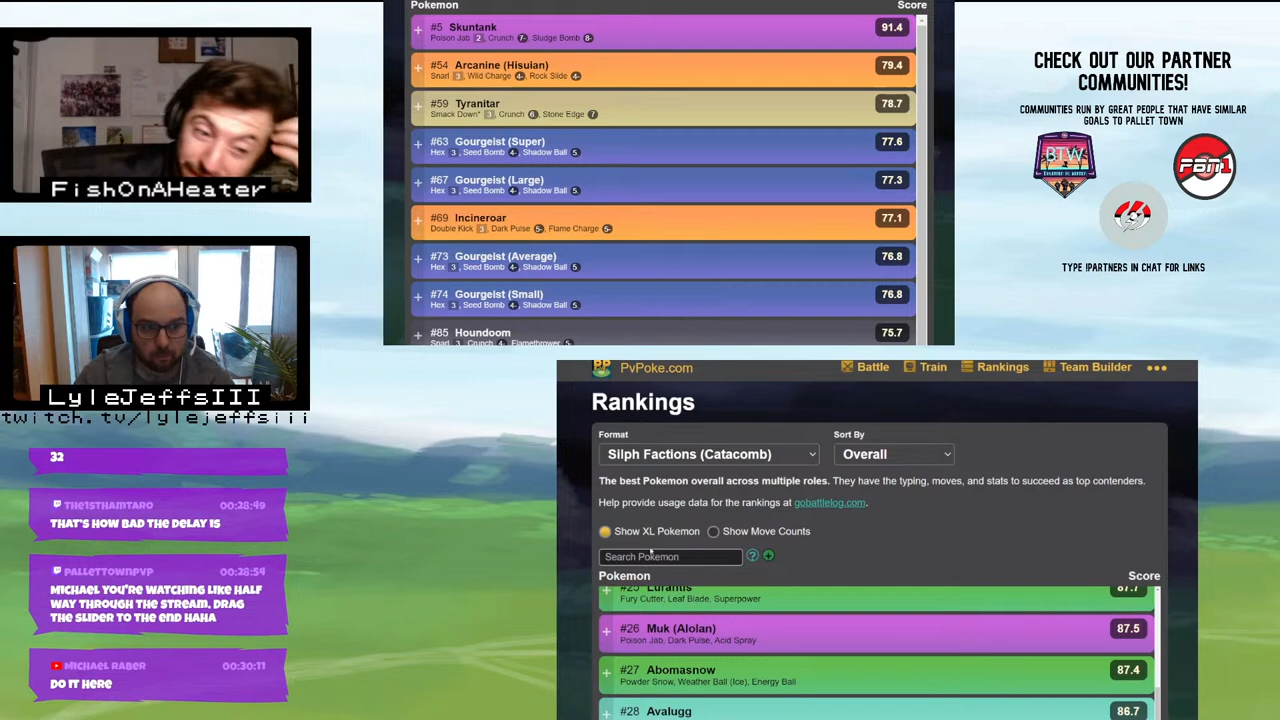 FishOnAHeater
LyleJeffsIII
twitch.tv/lylejeffsiii
32
THE1STHAMTARO 00:28:49
THAT'S HOW BAD THE DELAY IS
PALLETTOWNPVP 00:28:54
MICHAEL YOU'RE WATCHING LIKE HALF
WAY THROUGH THE STREAM, DRAG
THE SLIDER TO THE END HAHA
MICHAEL RABER 00:30:11
DO IT HERE
Pokemon Score
#5 Skuntank 91.4
Poison Jab 2, Crunch 7-, Sludge Bomb 8-
#54 Arcanine (Hisuian) 79.4
Snarl 3, Wild Charge 4-, Rock Slide 4-
#59 Tyranitar 78.7
Smack Down* 3, Crunch 6, Stone Edge 7
#63 Gourgeist (Super) 77.6
Hex 3, Seed Bomb 4-, Shadow Ball 5
#67 Gourgeist (Large) 77.3
Hex 3, Seed Bomb 4-, Shadow Ball 5
#69 Incineroar 77.1
Double Kick 3, Dark Pulse 5-, Flame Charge 5-
#73 Gourgeist (Average) 76.8
Hex 3, Seed Bomb 4-, Shadow Ball 5
#74 Gourgeist (Small) 76.8
Hex 3, Seed Bomb 4-, Shadow Ball 5
#85 Houndoom 75.7
Snarl 3, Crunch 4-, Flamethrower 5-
CHECK OUT OUR PARTNER
COMMUNITIES!
COMMUNITIES RUN BY GREAT PEOPLE THAT HAVE SIMILAR
GOALS TO PALLET TOWN
BTW
PBM1
TYPE !PARTNERS IN CHAT FOR LINKS
PvPoke.com Battle Train Rankings Team Builder
Rankings
Format Sort By
Silph Factions (Catacomb) Overall
The best Pokemon overall across multiple roles. They have the typing, moves, and stats to succeed as top contenders.
Help provide usage data for the rankings at gobattlelog.com.
Show XL Pokemon Show Move Counts
Search Pokemon ?
Pokemon Score
#25 Lurantis 87.7
Fury Cutter, Leaf Blade, Superpower
#26 Muk (Alolan) 87.5
Poison Jab, Dark Pulse, Acid Spray
#27 Abomasnow 87.4
Powder Snow, Weather Ball (Ice), Energy Ball
#28 Avalugg 86.7